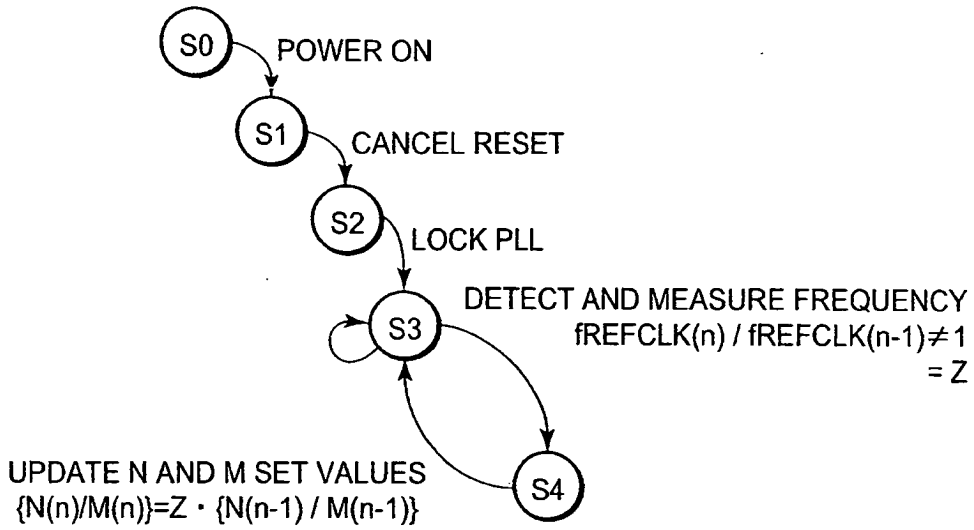 S0
POWER ON
S1
CANCEL RESET
S2
LOCK PLL
DETECT AND MEASURE FREQUENCY
S3
fREFCLK(n) / fREFCLK(n-1)≠1
= Z
UPDATE N AND M SET VALUES
{N(n)/M(n)}=Z · {N(n-1) / M(n-1)}
S4